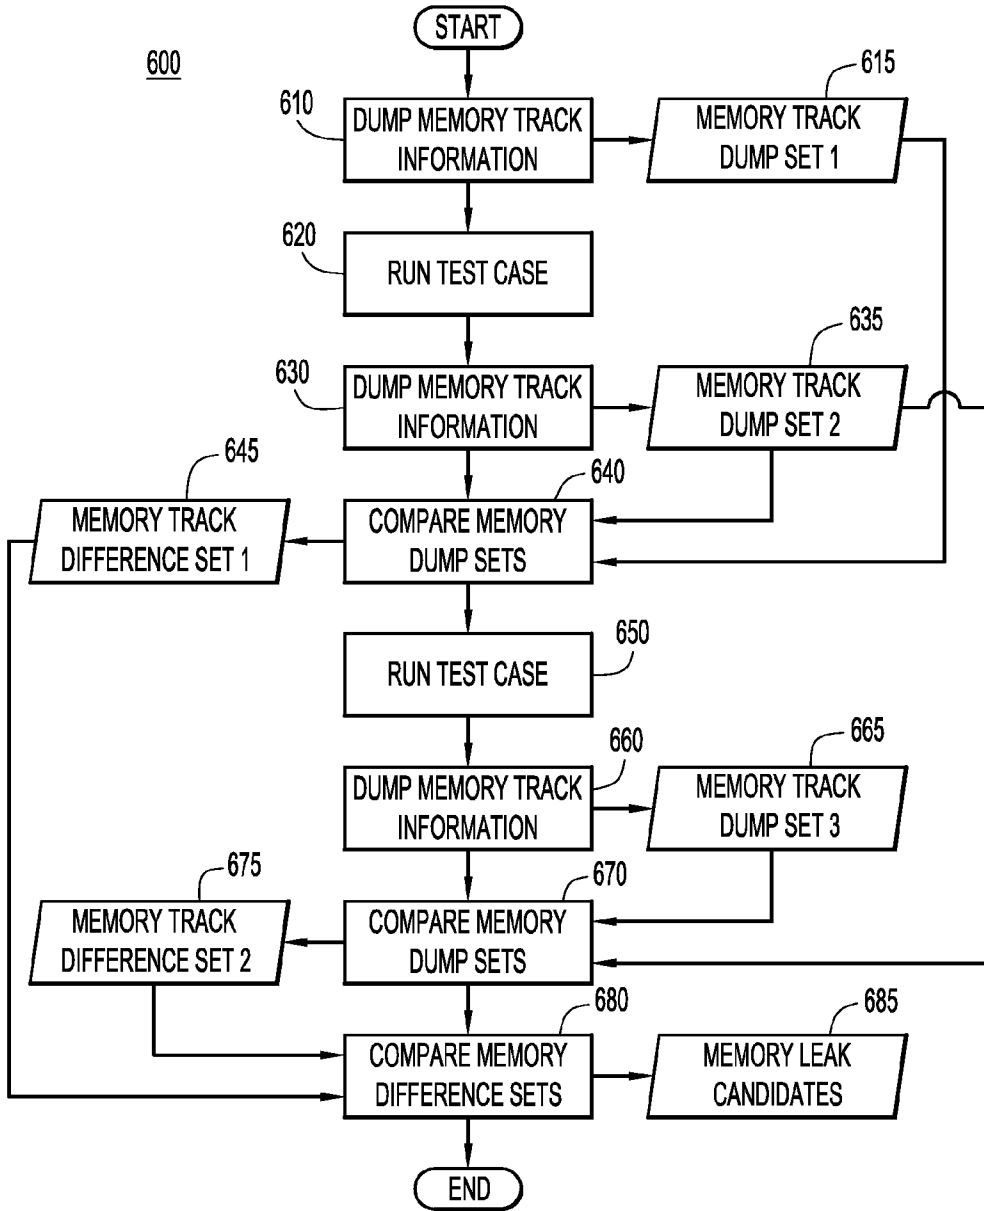 START
600
610
DUMP MEMORY TRACK
INFORMATION
615
MEMORY TRACK
DUMP SET 1
620
RUN TEST CASE
630
DUMP MEMORY TRACK
INFORMATION
635
MEMORY TRACK
DUMP SET 2
645
MEMORY TRACK
DIFFERENCE SET 1
640
COMPARE MEMORY
DUMP SETS
650
RUN TEST CASE
660
DUMP MEMORY TRACK
INFORMATION
665
MEMORY TRACK
DUMP SET 3
675
MEMORY TRACK
DIFFERENCE SET 2
670
COMPARE MEMORY
DUMP SETS
680
COMPARE MEMORY
DIFFERENCE SETS
685
MEMORY LEAK
CANDIDATES
END